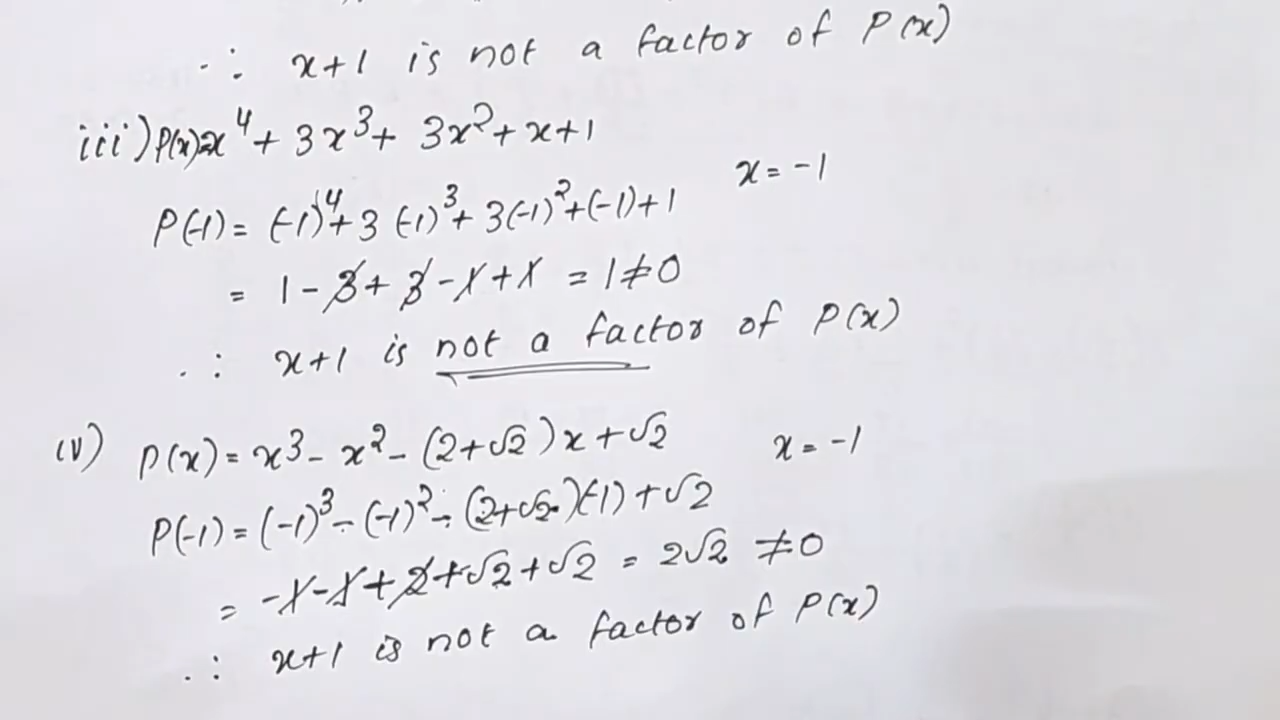 ∴ x+1 is not a factor of P(x)
iii) P(x)=x⁴+ 3x³+ 3x²+x+1
x=-1
P(-1)= (-1)⁴+3 (-1)³+ 3(-1)²+(-1)+1
= 1-3+3-1+1 = 1≠0
∴ x+1 is not a factor of P(x)
(V) P(x)= x³- x²- (2+√2)x+√2
x=-1
P(-1)= (-1)³-(-1)²-(2+√2)(-1)+√2
= -1-1+2+√2+√2 = 2√2 ≠0
∴ x+1 is not a factor of P(x)